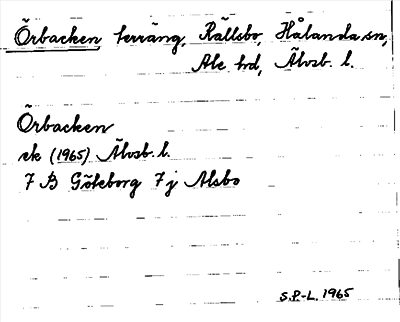 Örbacken terräng, Rällsbo, Hålanda sn,
Ale hd, Älvsb. l.
Örbacken
ek (1965) Älvsb. l.
7 B Göteborg 7 j Alsbo
S.P-L. 1965